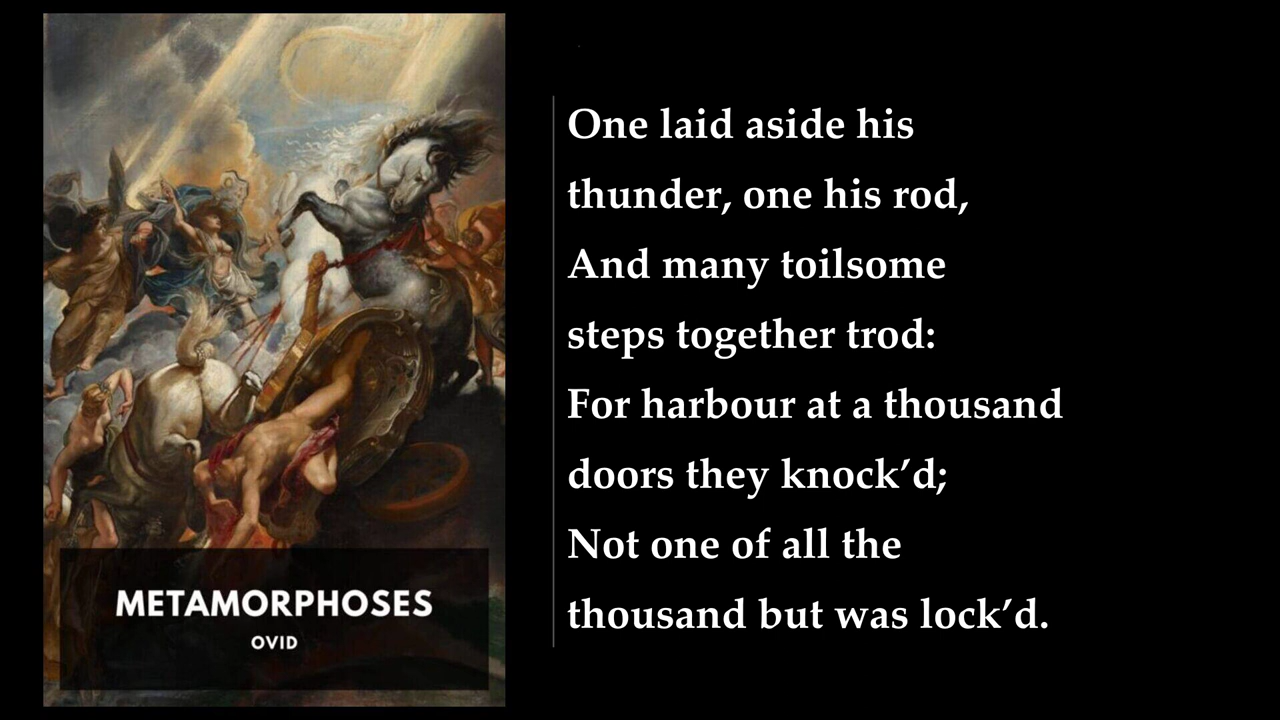 METAMORPHOSES
OVID
One laid aside his
thunder, one his rod,
And many toilsome
steps together trod:
For harbour at a thousand
doors they knock’d;
Not one of all the
thousand but was lock’d.